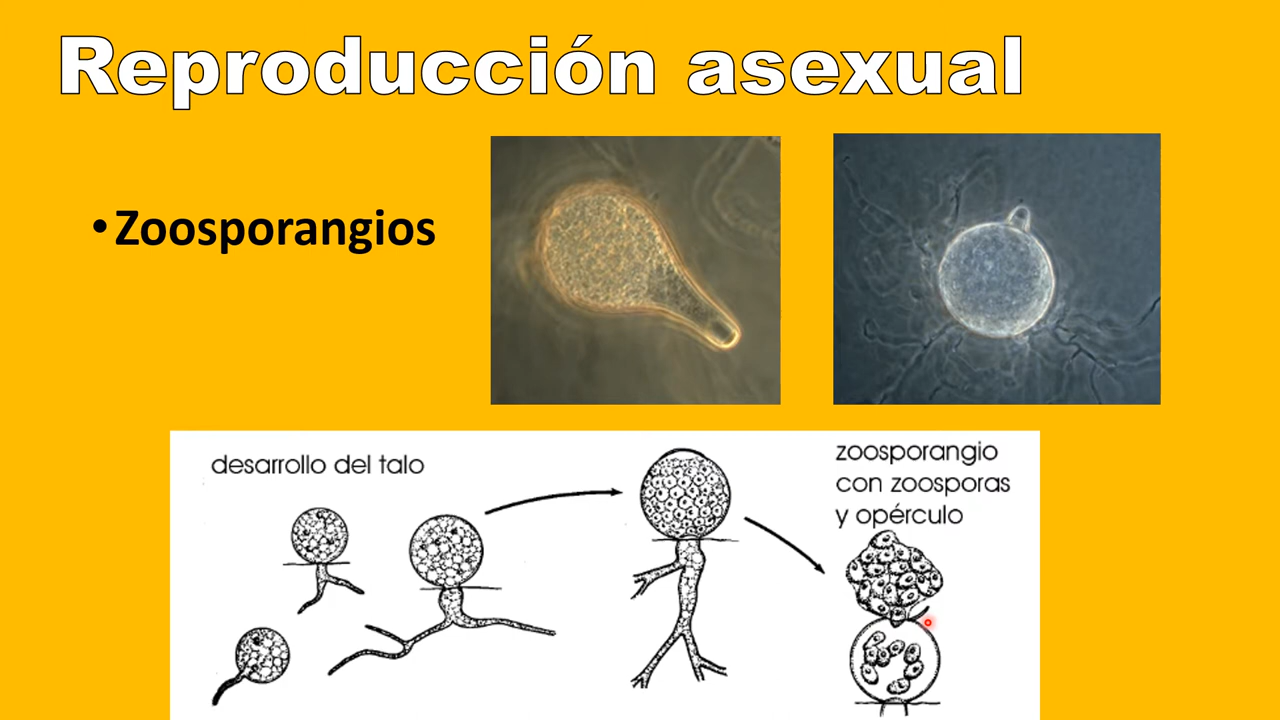 Reproducción asexual
• Zoosporangios
desarrollo del talo
zoosporangio
con zoosporas
y opérculo